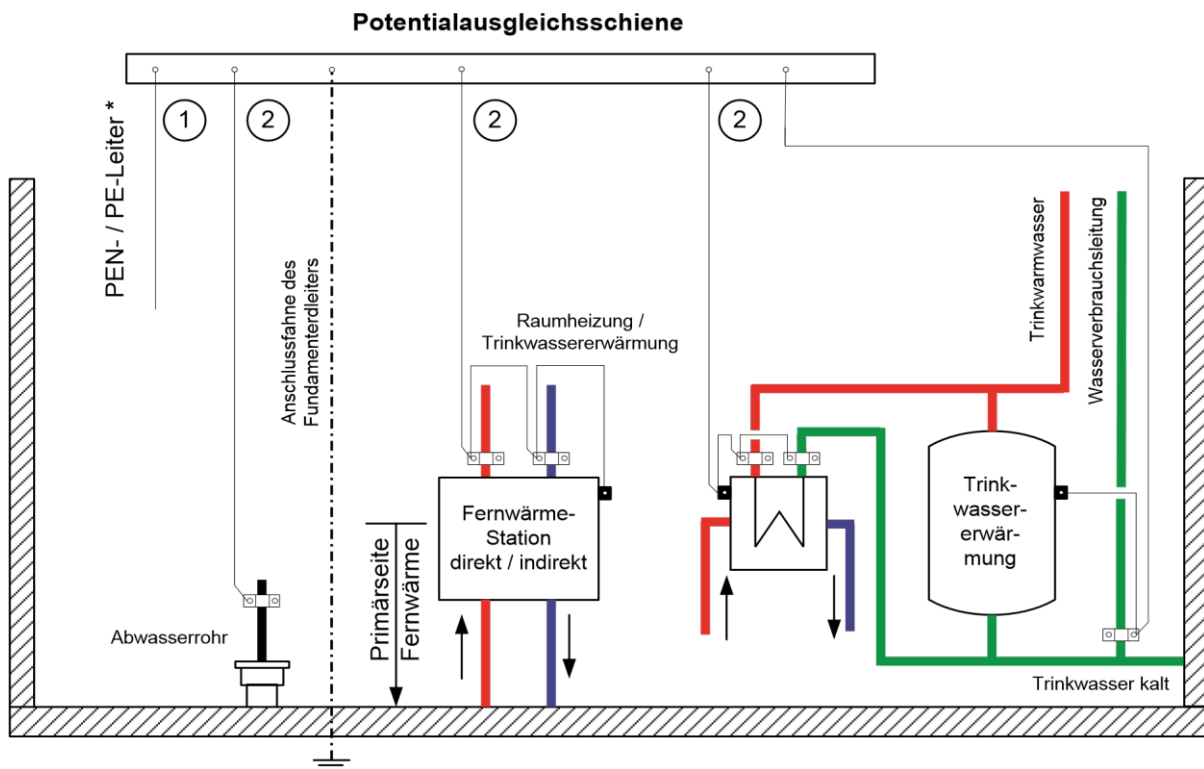 Potentialausgleichsschiene
PEN- / PE-Leiter *
1
2
2
2
Anschlussfahne des
Fundamenterdleiters
Raumheizung /
Trinkwassererwärmung
Trinkwarmwasser
Wasserverbrauchsleitung
Fernwärme-
Station
direkt / indirekt
Trink-
wasser-
erwär-
mung
Primärseite
Fernwärme
Abwasserrohr
Trinkwasser kalt